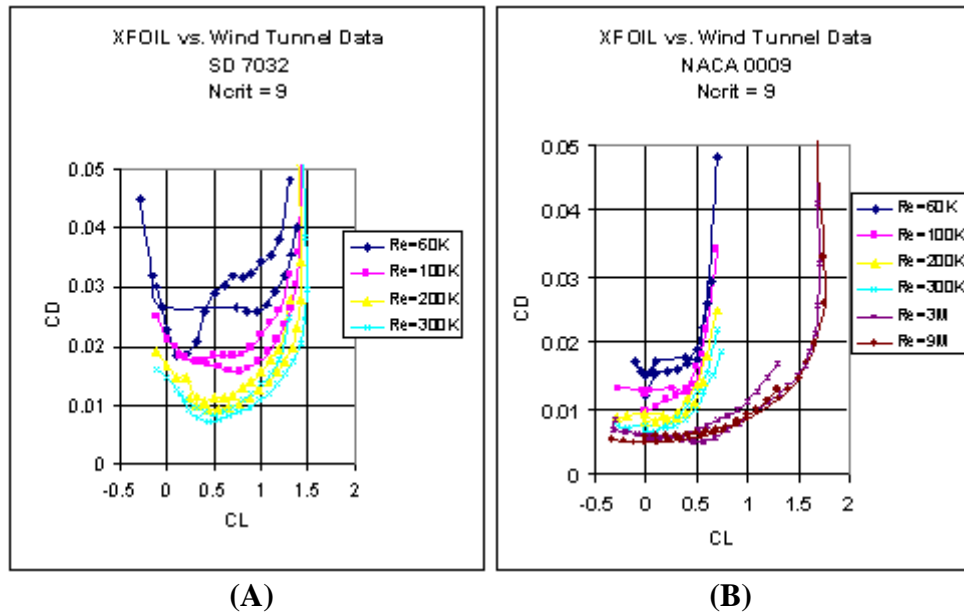 XFOIL vs. Wind Tunnel Data
SD 7032
Ncrit = 9
0.05
0.04
0.03
0.02
0.01
0
CD
-0.5 0 0.5 1 1.5 2
CL
Re=60K
Re=100K
Re=200K
Re=300K
(A)
XFOIL vs. Wind Tunnel Data
NACA 0009
Ncrit = 9
0.05
0.04
0.03
0.02
0.01
0
CD
-0.5 0 0.5 1 1.5 2
CL
Re=60K
Re=100K
Re=200K
Re=300K
Re=3M
Re=9M
(B)